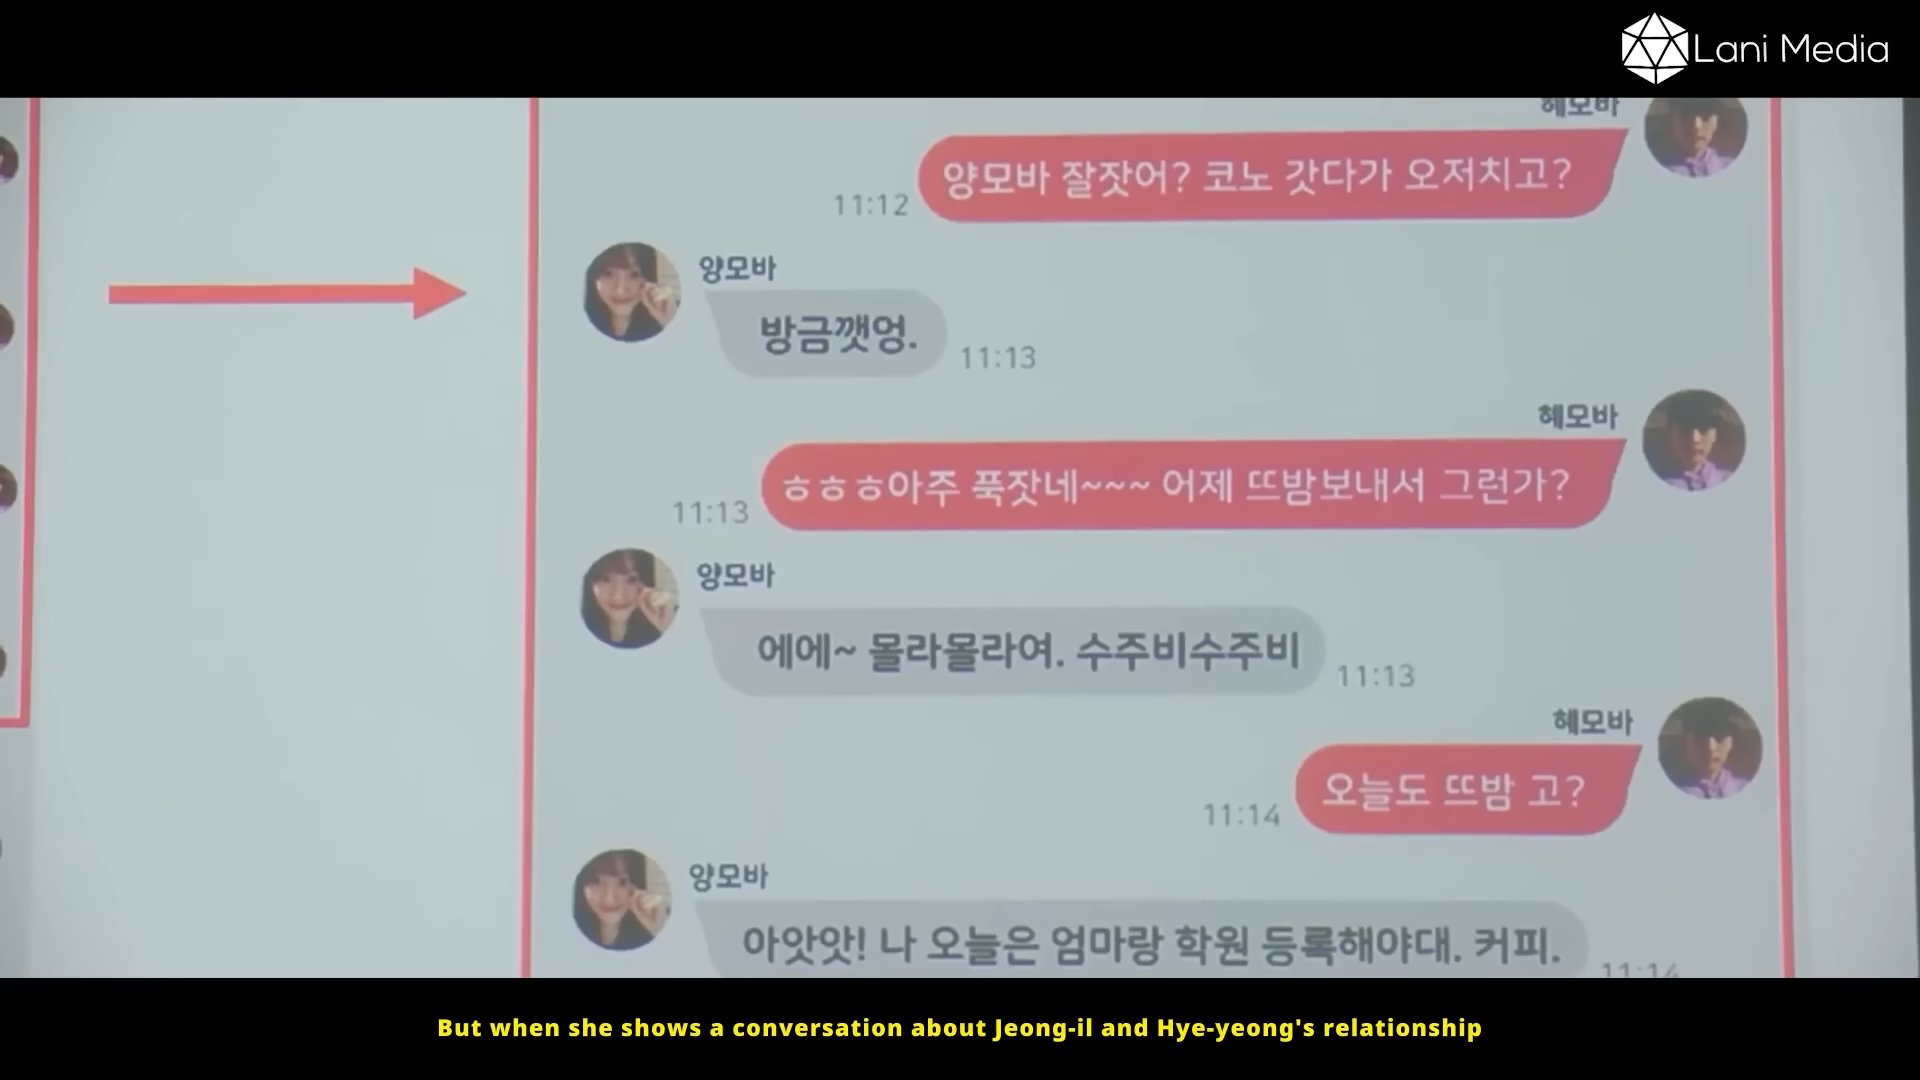 Lani Media
혜모바
양모바 잘잣어? 코노 갓다가 오저치고?
11:12
양모바
방금깻엉.
11:13
혜모바
ㅎㅎㅎ아주 푹잣네~~~ 어제 뜨밤보내서 그런가?
11:13
양모바
에에~ 몰라몰라여. 수주비수주비
11:13
혜모바
오늘도 뜨밤 고?
11:14
양모바
아앗앗! 나 오늘은 엄마랑 학원 등록해야대. 커피.
11:14
But when she shows a conversation about Jeong-il and Hye-yeong's relationship